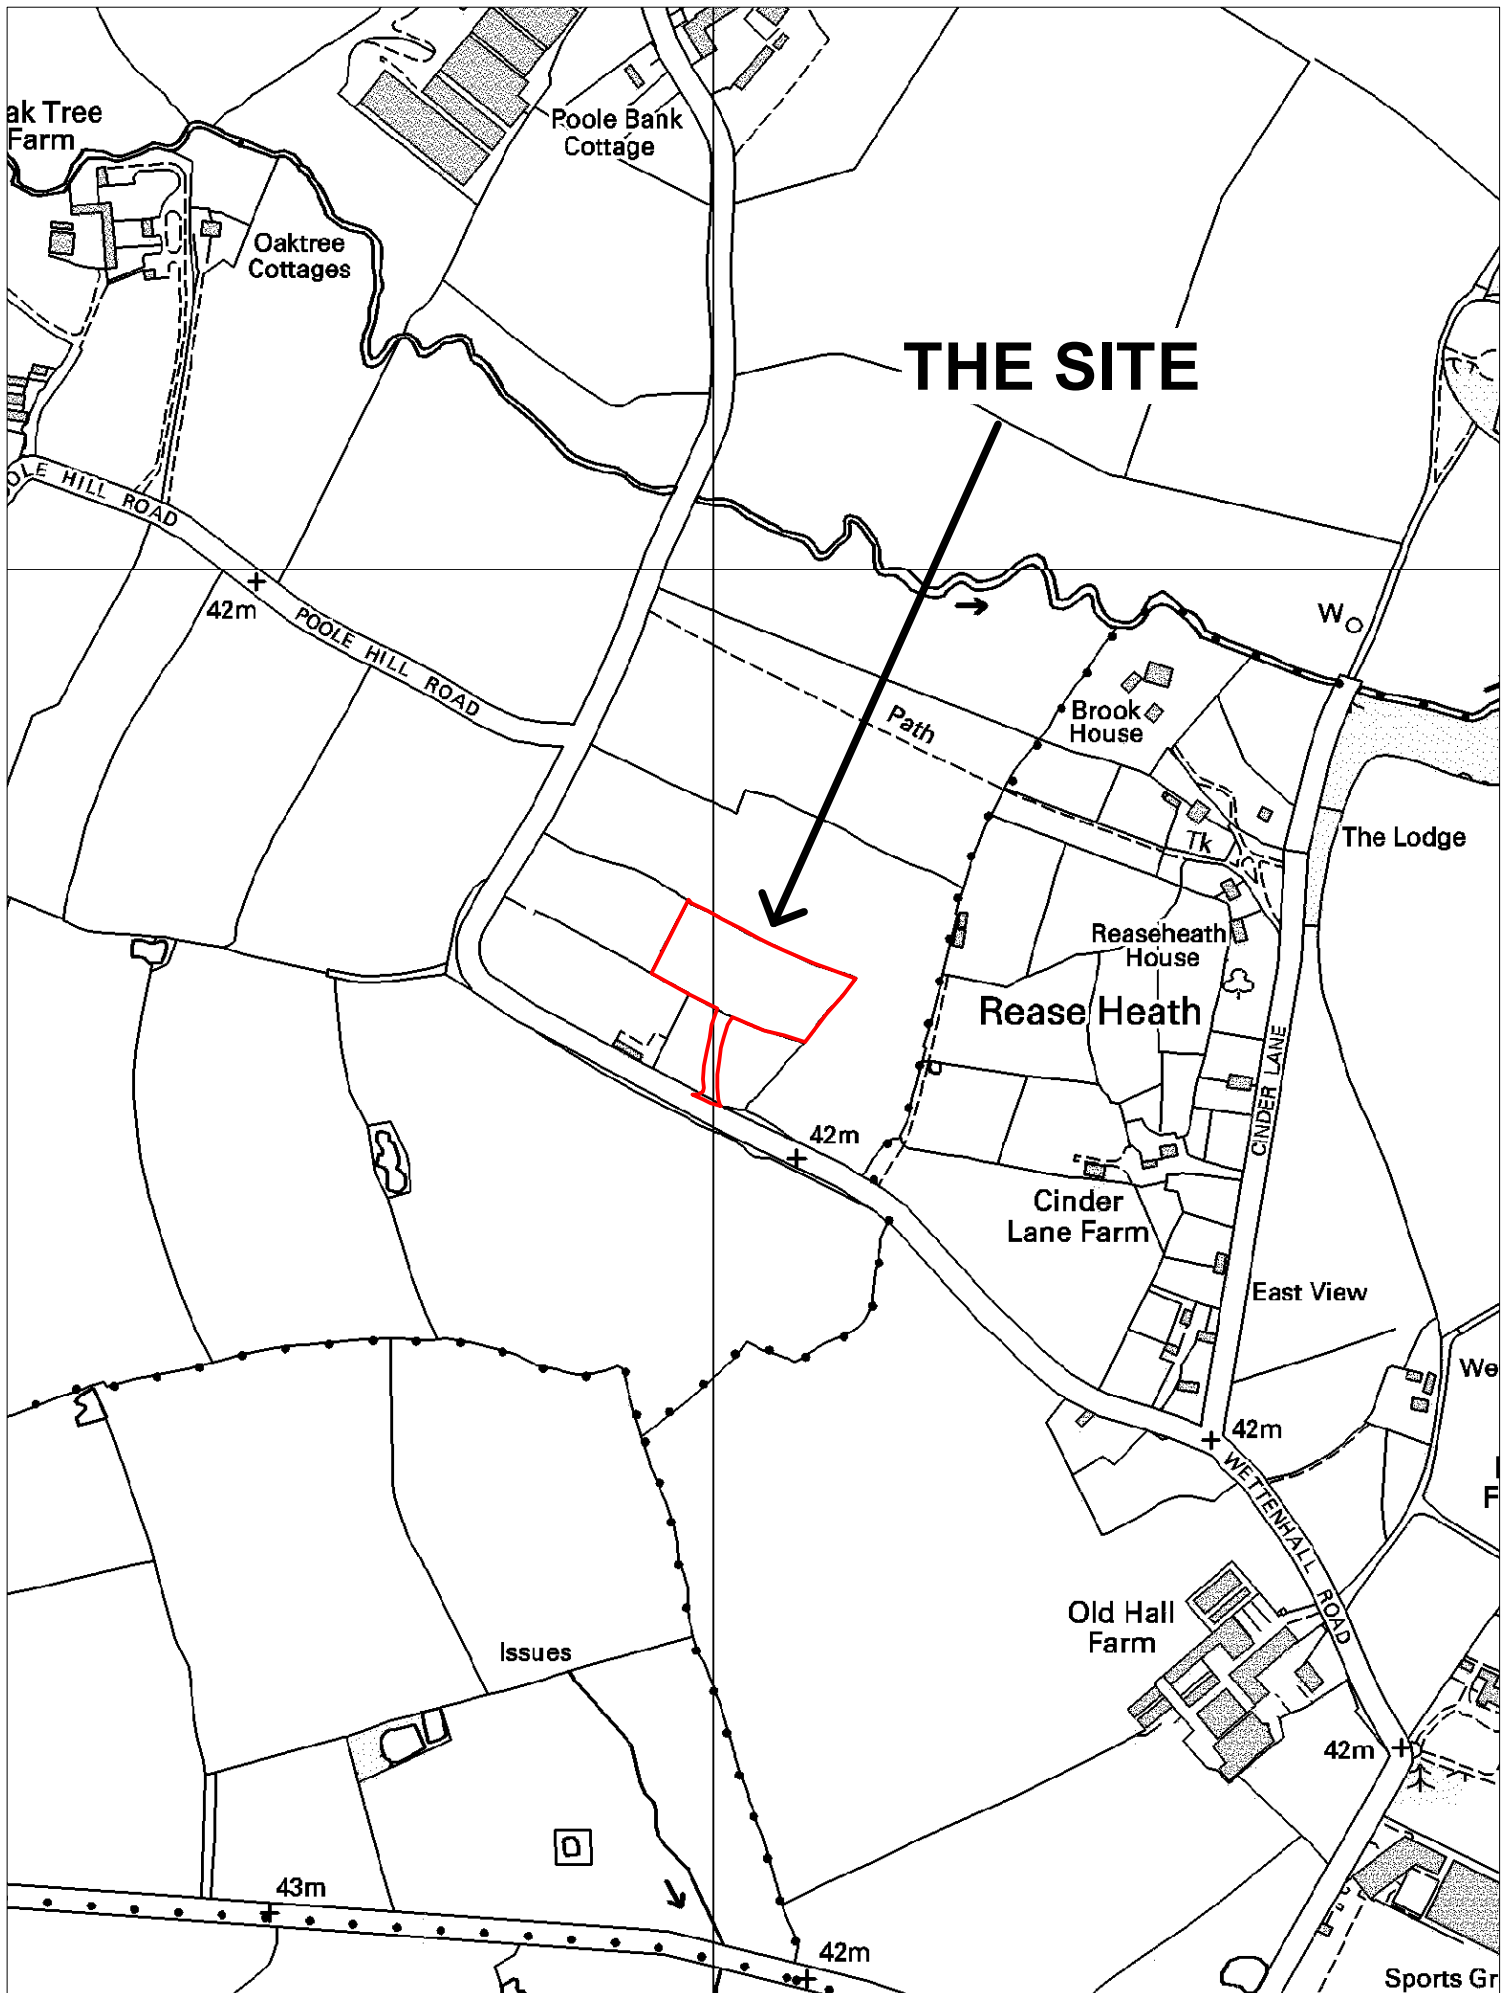 ak Tree
Farm
Poole Bank
Cottage
Oaktree
Cottages
THE SITE
OLE HILL ROAD
42m
POOLE HILL ROAD
W
Path
Brook
House
Tk
The Lodge
Reaseheath
House
Rease Heath
CINDER LANE
42m
Cinder
Lane Farm
East View
We
42m
WETTENHALL ROAD
F
Old Hall
Farm
Issues
42m
43m
42m
Sports Gr